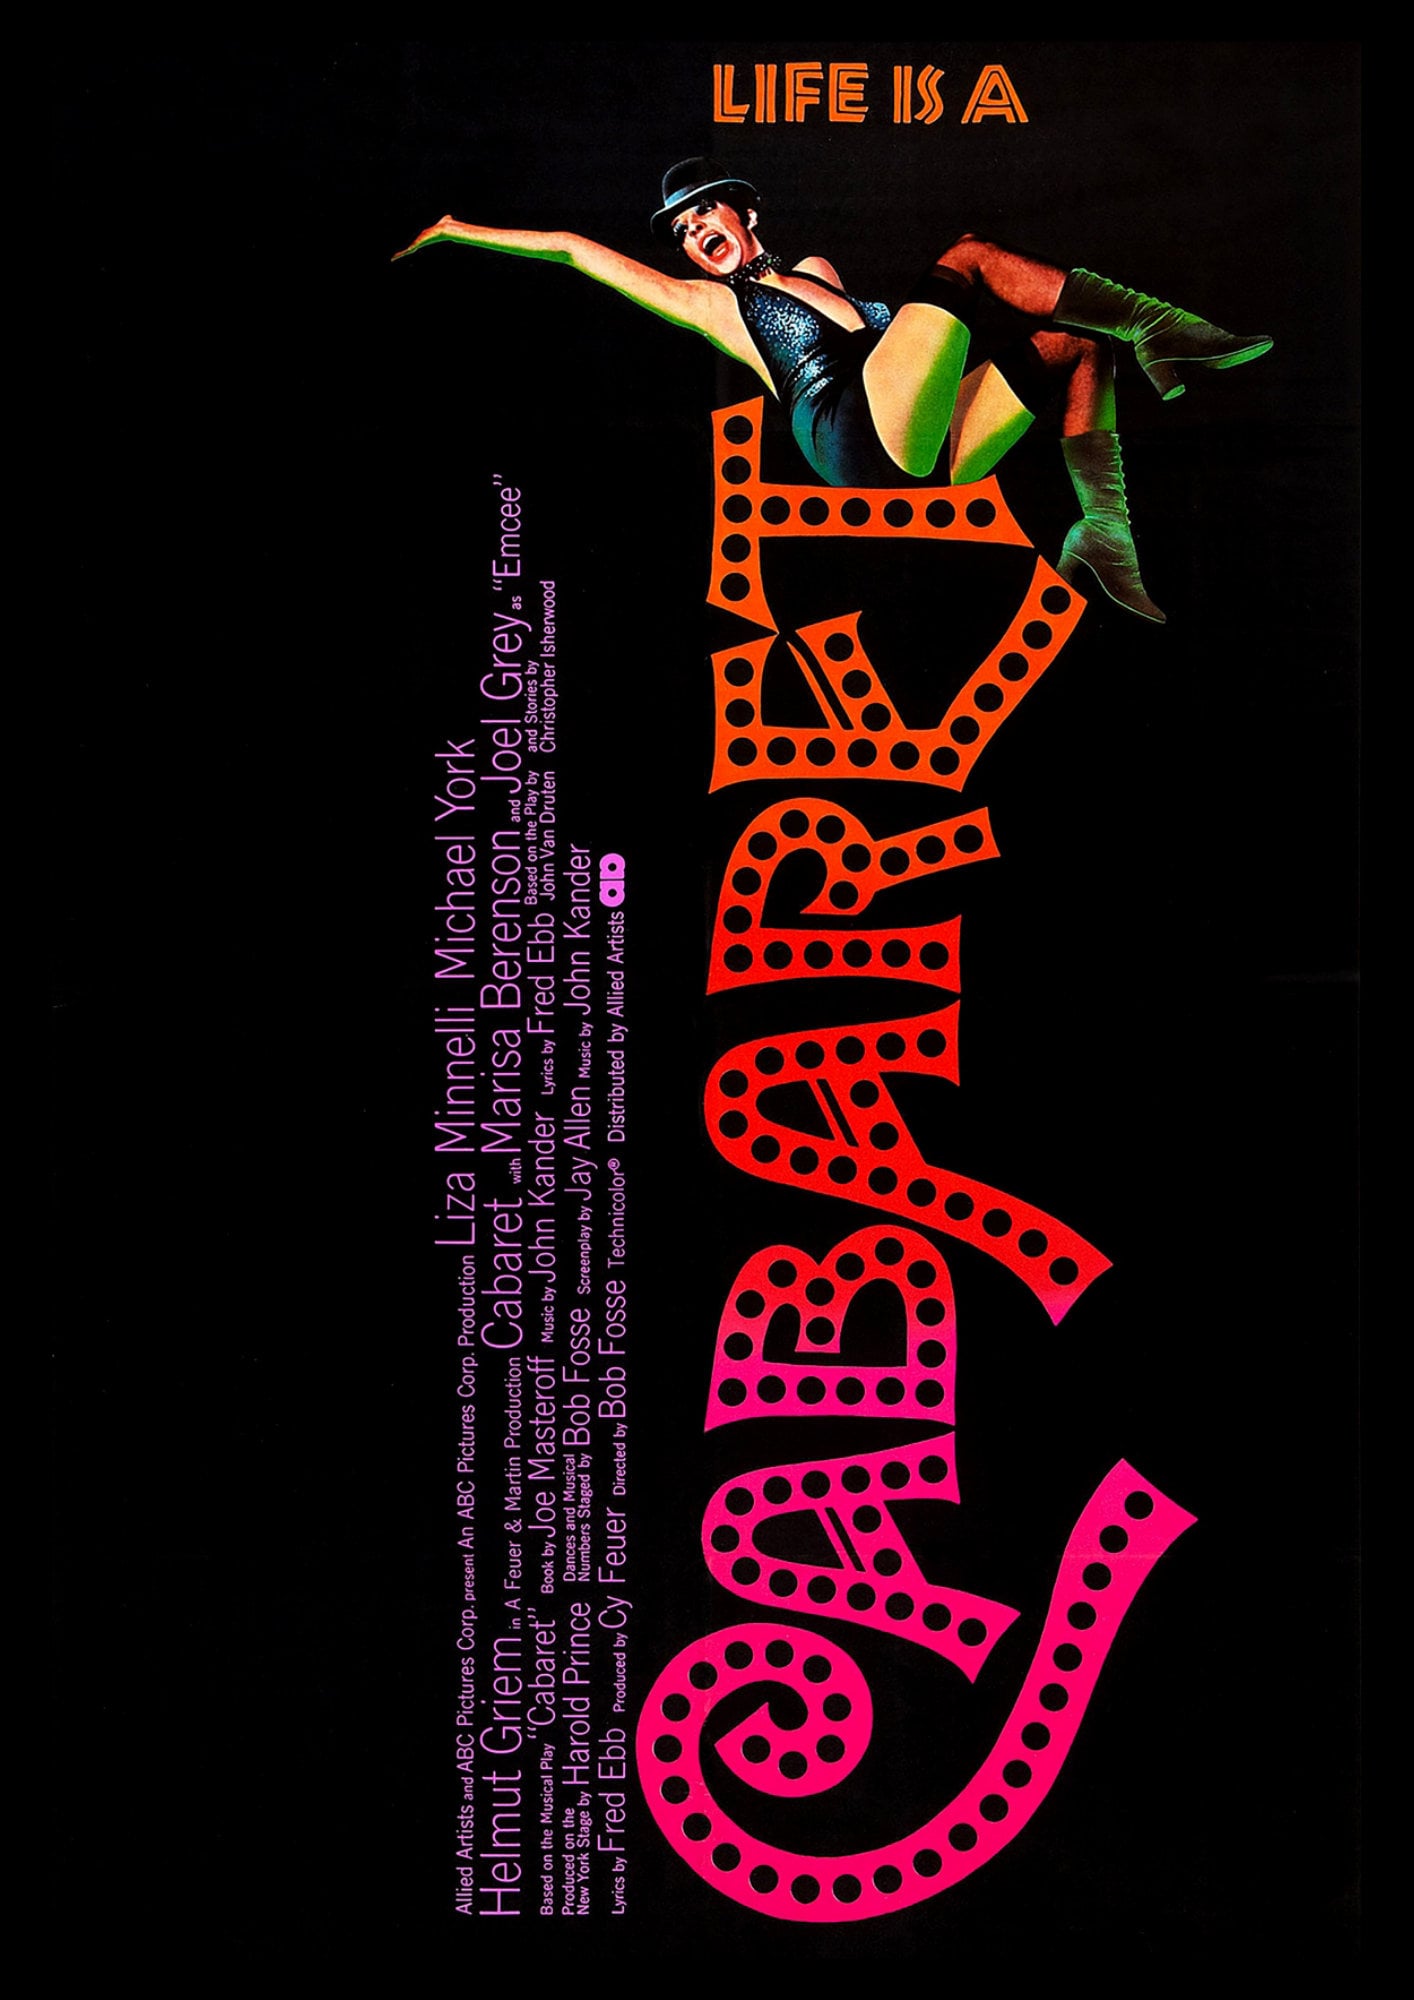 LIFE IS A
CABARET
Allied Artists and ABC Pictures Corp. present An ABC Pictures Corp. Production Liza Minnelli Michael York
Helmut Griem in A Feuer & Martin Production Cabaret with Marisa Berenson and Joel Grey as “Emcee”
Based on the Musical Play “Cabaret” Book by Joe Masteroff Music by John Kander Lyrics by Fred Ebb Based on the Play by John Van Druten and Stories by Christopher Isherwood
Produced on the New York Stage by Harold Prince Dances and Musical Numbers Staged by Bob Fosse Screenplay by Jay Allen Music by John Kander
Lyrics by Fred Ebb Produced by Cy Feuer Directed by Bob Fosse Technicolor® Distributed by Allied Artists aa